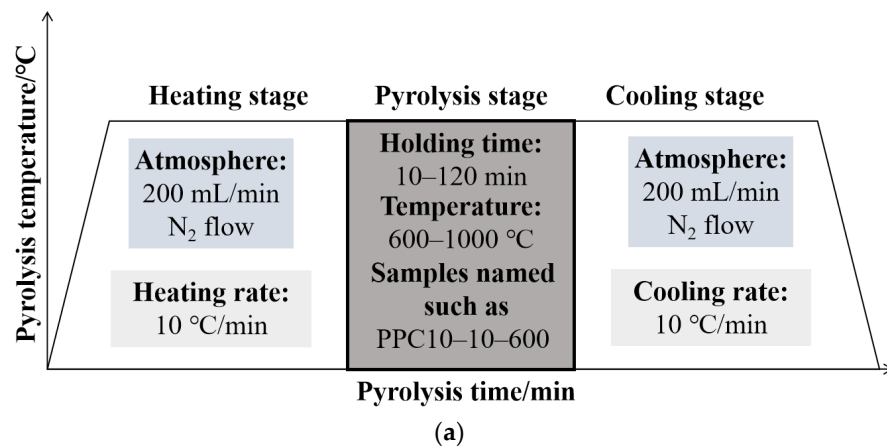 Pyrolysis temperature/°C
Heating stage
Pyrolysis stage
Cooling stage
Atmosphere:
200 mL/min
N₂ flow
Heating rate:
10 °C/min
Holding time:
10–120 min
Temperature:
600–1000 °C
Samples named
such as
PPC10–10–600
Atmosphere:
200 mL/min
N₂ flow
Cooling rate:
10 °C/min
Pyrolysis time/min
(a)